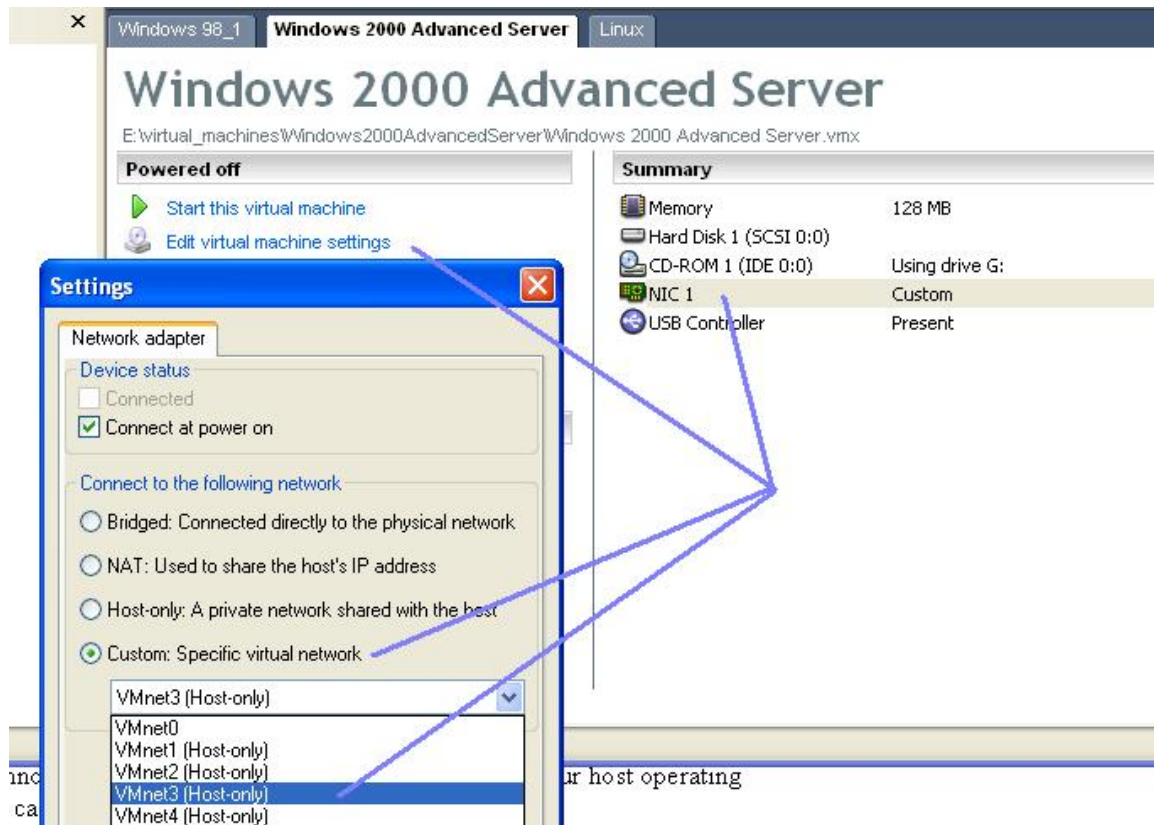 Windows 98_1 Windows 2000 Advanced Server Linux
Windows 2000 Advanced Server
E:\virtual_machines\Windows2000AdvancedServer\Windows 2000 Advanced Server.vmx
Powered off
Start this virtual machine
Edit virtual machine settings
Summary
Memory 128 MB
Hard Disk 1 (SCSI 0:0)
CD-ROM 1 (IDE 0:0) Using drive G:
NIC 1 Custom
USB Controller Present
Settings
Network adapter
Device status
Connected
Connect at power on
Connect to the following network
Bridged: Connected directly to the physical network
NAT: Used to share the host's IP address
Host-only: A private network shared with the host
Custom: Specific virtual network
VMnet3 (Host-only)
VMnet0
VMnet1 (Host-only)
VMnet2 (Host-only)
VMnet3 (Host-only)
VMnet4 (Host-only)
host operating
ca